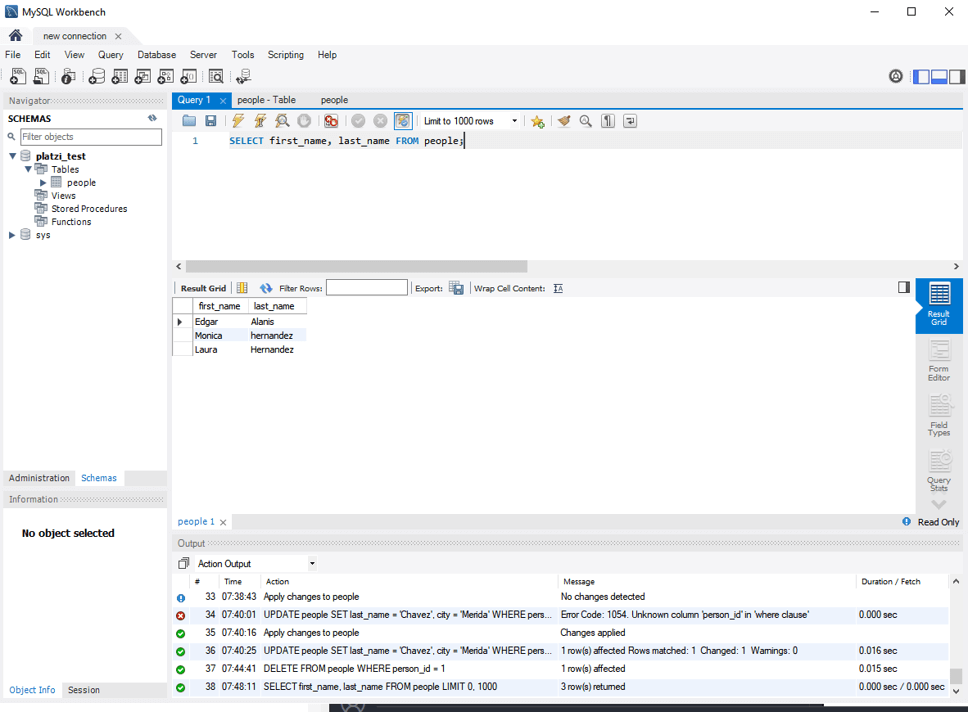 MySQL Workbench
new connection
File Edit View Query Database Server Tools Scripting Help
Navigator
SCHEMAS
Filter objects
platzi_test
Tables
people
Views
Stored Procedures
Functions
sys
Administration Schemas
Information
No object selected
Object Info Session
Query 1 people - Table people
Limit to 1000 rows
1 SELECT first_name, last_name FROM people;
Result Grid Filter Rows: Export: Wrap Cell Content:
first_name last_name
Edgar Alanis
Monica hernandez
Laura Hernandez
Result
Grid
Form
Editor
Field
Types
Query
Stats
people 1
Read Only
Output
Action Output
# Time Action Message Duration / Fetch
33 07:38:43 Apply changes to people No changes detected
34 07:40:01 UPDATE people SET last_name = 'Chavez', city = 'Merida' WHERE pers... Error Code: 1054. Unknown column 'person_id' in 'where clause' 0.000 sec
35 07:40:16 Apply changes to people Changes applied
36 07:40:25 UPDATE people SET last_name = 'Chavez', city = 'Merida' WHERE pers... 1 row(s) affected Rows matched: 1 Changed: 1 Warnings: 0 0.016 sec
37 07:44:41 DELETE FROM people WHERE person_id = 1 1 row(s) affected 0.015 sec
38 07:48:11 SELECT first_name, last_name FROM people LIMIT 0, 1000 3 row(s) returned 0.000 sec / 0.000 sec